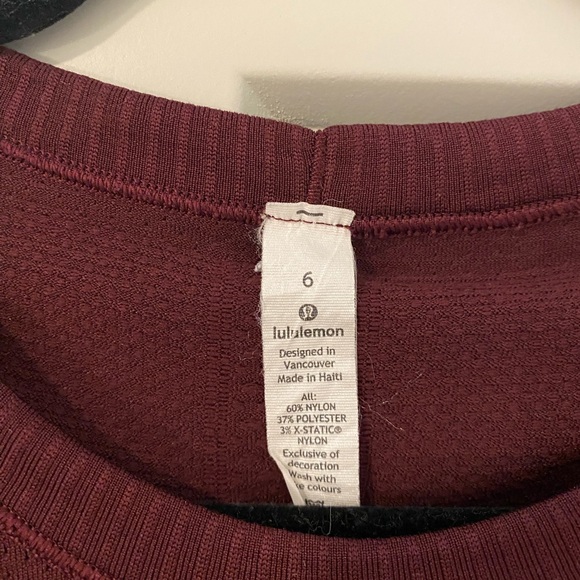 6
lululemon
Designed in
Vancouver
Made in Haiti
All:
60% NYLON
37% POLYESTER
3% X-STATIC®
NYLON
Exclusive of
decoration
Wash with
colours